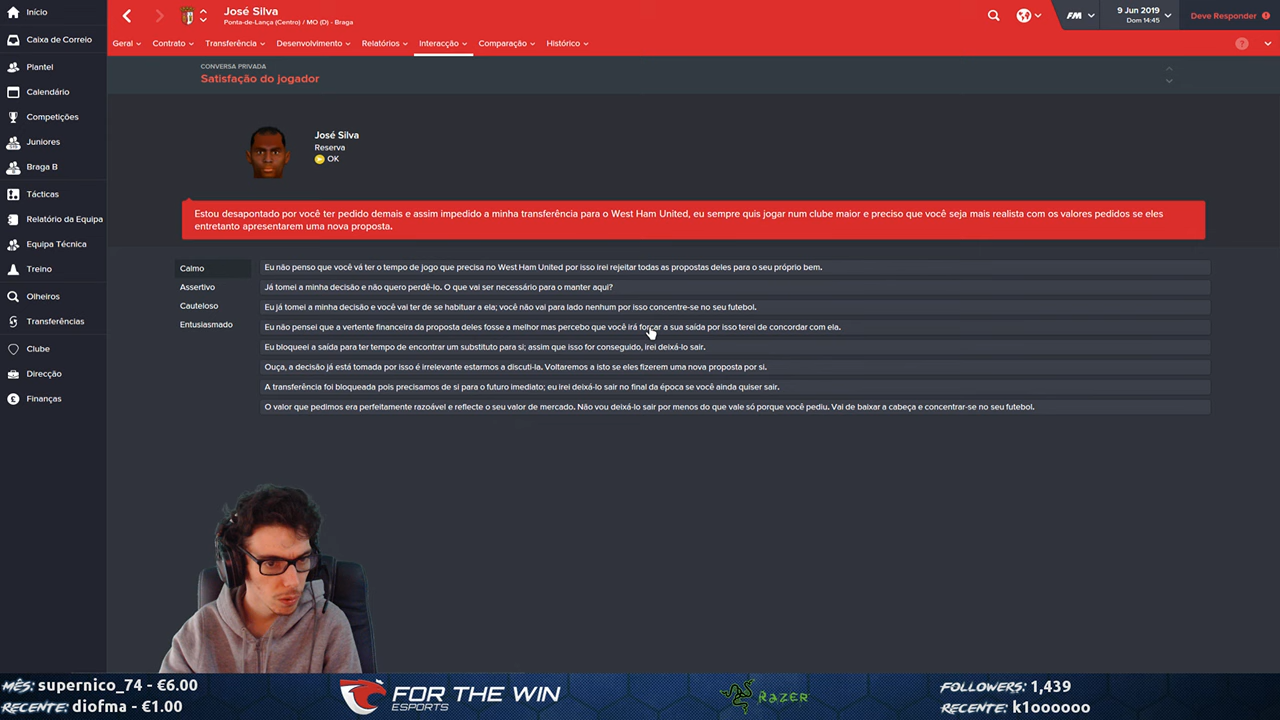 Início
Caixa de Correio
Plantel
Calendário
Competições
Juniores
Braga B
Tácticas
Relatório da Equipa
Equipa Técnica
Treino
Olheiros
Transferências
Clube
Direcção
Finanças
José Silva
Ponta-de-Lança (Centro) / MO (D) - Braga
FM
9 Jun 2019
Dom 14:45
Deve Responder
Geral
Contrato
Transferência
Desenvolvimento
Relatórios
Interacção
Comparação
Histórico
CONVERSA PRIVADA
Satisfação do jogador
José Silva
Reserva
OK
Estou desapontado por você ter pedido demais e assim impedido a minha transferência para o West Ham United, eu sempre quis jogar num clube maior e preciso que você seja mais realista com os valores pedidos se eles
entretanto apresentarem uma nova proposta.
Calmo
Assertivo
Cauteloso
Entusiasmado
Eu não penso que você vá ter o tempo de jogo que precisa no West Ham United por isso irei rejeitar todas as propostas deles para o seu próprio bem.
Já tomei a minha decisão e não quero perdê-lo. O que vai ser necessário para o manter aqui?
Eu já tomei a minha decisão e você vai ter de se habituar a ela; você não vai para lado nenhum por isso concentre-se no seu futebol.
Eu não pensei que a vertente financeira da proposta deles fosse a melhor mas percebo que você irá forçar a sua saída por isso terei de concordar com ela.
Eu bloqueei a saída para ter tempo de encontrar um substituto para si; assim que isso for conseguido, irei deixá-lo sair.
Ouça, a decisão já está tomada por isso é irrelevante estarmos a discuti-la. Voltaremos a isto se eles fizerem uma nova proposta por si.
A transferência foi bloqueada pois precisamos de si para o futuro imediato; eu irei deixá-lo sair no final da época se você ainda quiser sair.
O valor que pedimos era perfeitamente razoável e reflecte o seu valor de mercado. Não vou deixá-lo sair por menos do que vale só porque você pediu. Vai de baixar a cabeça e concentrar-se no seu futebol.
MÊS: supernico_74 - €6.00
RECENTE: diofma - €1.00
FOR THE WIN
ESPORTS
RAZER
FOLLOWERS: 1,439
RECENTE: k1oooooo